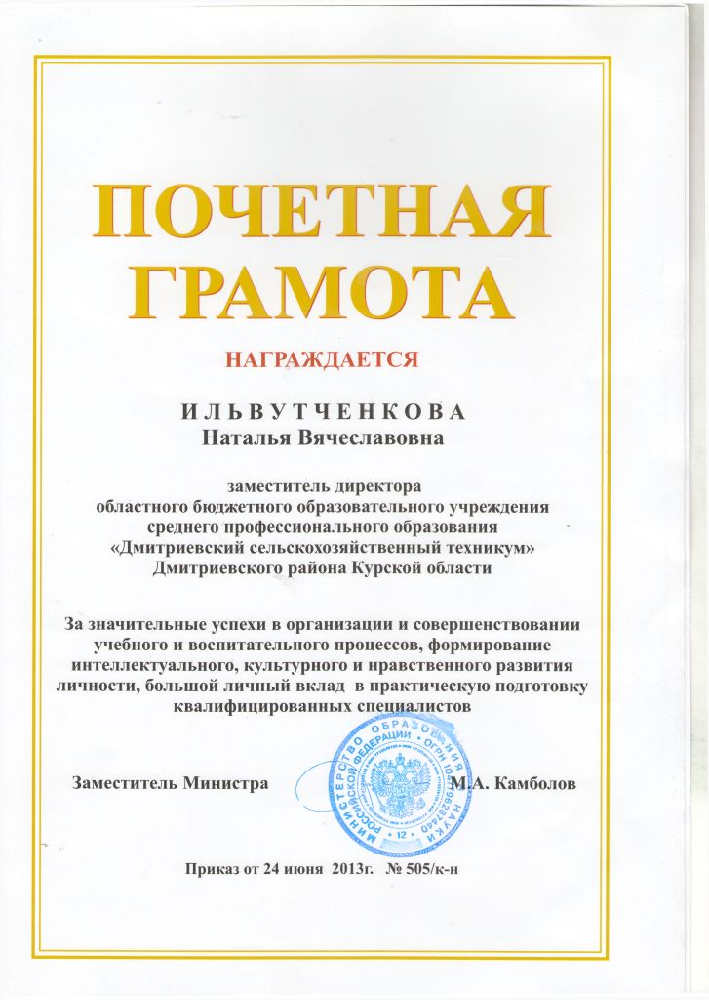 ПОЧЕТНАЯ
ГРАМОТА
НАГРАЖДАЕТСЯ
И Л Ь В У Т Ч Е Н К О В А
Наталья Вячеславовна
заместитель директора
областного бюджетного образовательного учреждения
среднего профессионального образования
«Дмитриевский сельскохозяйственный техникум»
Дмитриевского района Курской области
За значительные успехи в организации и совершенствовании
учебного и воспитательного процессов, формирование
интеллектуального, культурного и нравственного развития
личности, большой личный вклад в практическую подготовку
квалифицированных специалистов
Заместитель Министра
М.А. Камболов
МИНИСТЕРСТВО ОБРАЗОВАНИЯ И НАУКИ
РОССИЙСКОЙ ФЕДЕРАЦИИ • ОГРН
• 12 •
Приказ от 24 июня 2013г. № 505/к-н